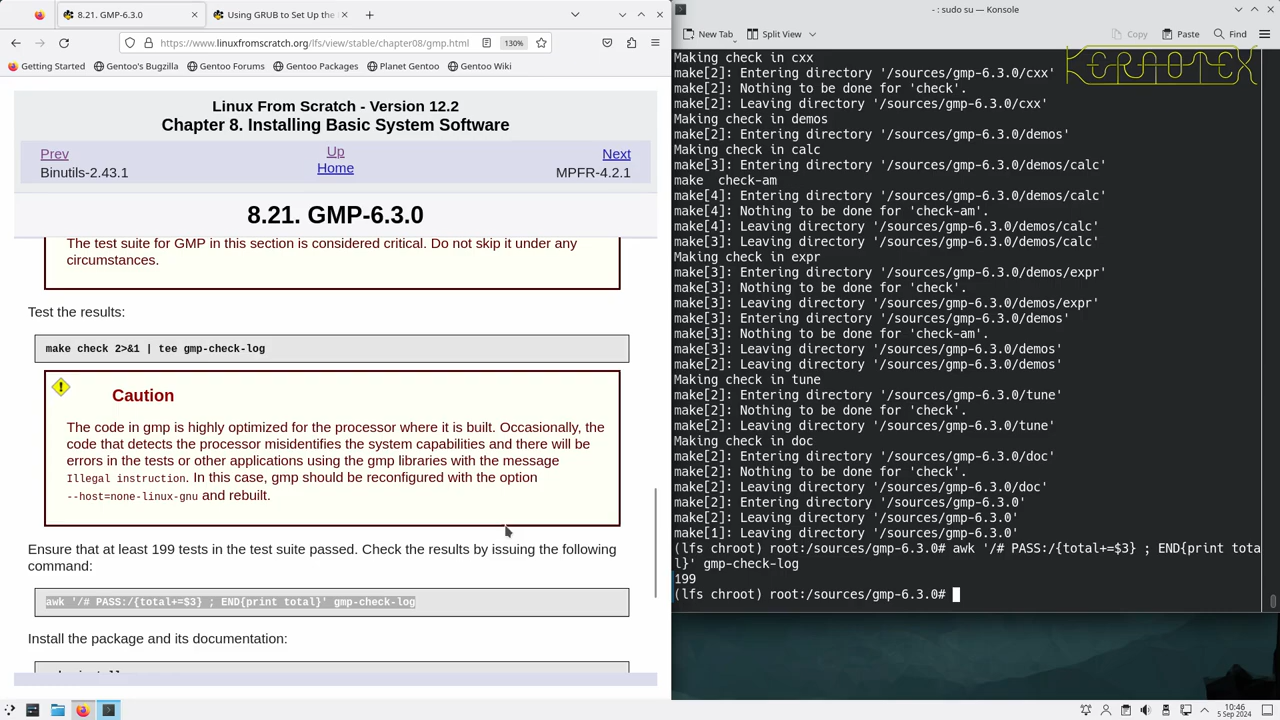 8.21. GMP-6.3.0
Using GRUB to Set Up the
https://www.linuxfromscratch.org/lfs/view/stable/chapter08/gmp.html
130%
Getting Started
Gentoo's Bugzilla
Gentoo Forums
Gentoo Packages
Planet Gentoo
Gentoo Wiki
Linux From Scratch - Version 12.2
Chapter 8. Installing Basic System Software
Prev
Up
Next
Binutils-2.43.1
Home
MPFR-4.2.1
8.21. GMP-6.3.0
The test suite for GMP in this section is considered critical. Do not skip it under any
circumstances.
Test the results:
make check 2>&1 | tee gmp-check-log
Caution
The code in gmp is highly optimized for the processor where it is built. Occasionally, the
code that detects the processor misidentifies the system capabilities and there will be
errors in the tests or other applications using the gmp libraries with the message
Illegal instruction. In this case, gmp should be reconfigured with the option
--host=none-linux-gnu and rebuilt.
Ensure that at least 199 tests in the test suite passed. Check the results by issuing the following
command:
awk '/# PASS:/{total+=$3} ; END{print total}' gmp-check-log
Install the package and its documentation:
- : sudo su — Konsole
New Tab
Split View
Copy
Paste
Find
KERNOTEX
Making check in cxx
make[2]: Entering directory '/sources/gmp-6.3.0/cxx'
make[2]: Nothing to be done for 'check'.
make[2]: Leaving directory '/sources/gmp-6.3.0/cxx'
Making check in demos
make[2]: Entering directory '/sources/gmp-6.3.0/demos'
Making check in calc
make[3]: Entering directory '/sources/gmp-6.3.0/demos/calc'
make  check-am
make[4]: Entering directory '/sources/gmp-6.3.0/demos/calc'
make[4]: Nothing to be done for 'check-am'.
make[4]: Leaving directory '/sources/gmp-6.3.0/demos/calc'
make[3]: Leaving directory '/sources/gmp-6.3.0/demos/calc'
Making check in expr
make[3]: Entering directory '/sources/gmp-6.3.0/demos/expr'
make[3]: Nothing to be done for 'check'.
make[3]: Leaving directory '/sources/gmp-6.3.0/demos/expr'
make[3]: Entering directory '/sources/gmp-6.3.0/demos'
make[3]: Nothing to be done for 'check-am'.
make[3]: Leaving directory '/sources/gmp-6.3.0/demos'
make[2]: Leaving directory '/sources/gmp-6.3.0/demos'
Making check in tune
make[2]: Entering directory '/sources/gmp-6.3.0/tune'
make[2]: Nothing to be done for 'check'.
make[2]: Leaving directory '/sources/gmp-6.3.0/tune'
Making check in doc
make[2]: Entering directory '/sources/gmp-6.3.0/doc'
make[2]: Nothing to be done for 'check'.
make[2]: Leaving directory '/sources/gmp-6.3.0/doc'
make[2]: Entering directory '/sources/gmp-6.3.0'
make[2]: Leaving directory '/sources/gmp-6.3.0'
make[1]: Leaving directory '/sources/gmp-6.3.0'
(lfs chroot) root:/sources/gmp-6.3.0# awk '/# PASS:/{total+=$3} ; END{print tota
l}' gmp-check-log
199
(lfs chroot) root:/sources/gmp-6.3.0#
10:46
5 Sep 2024